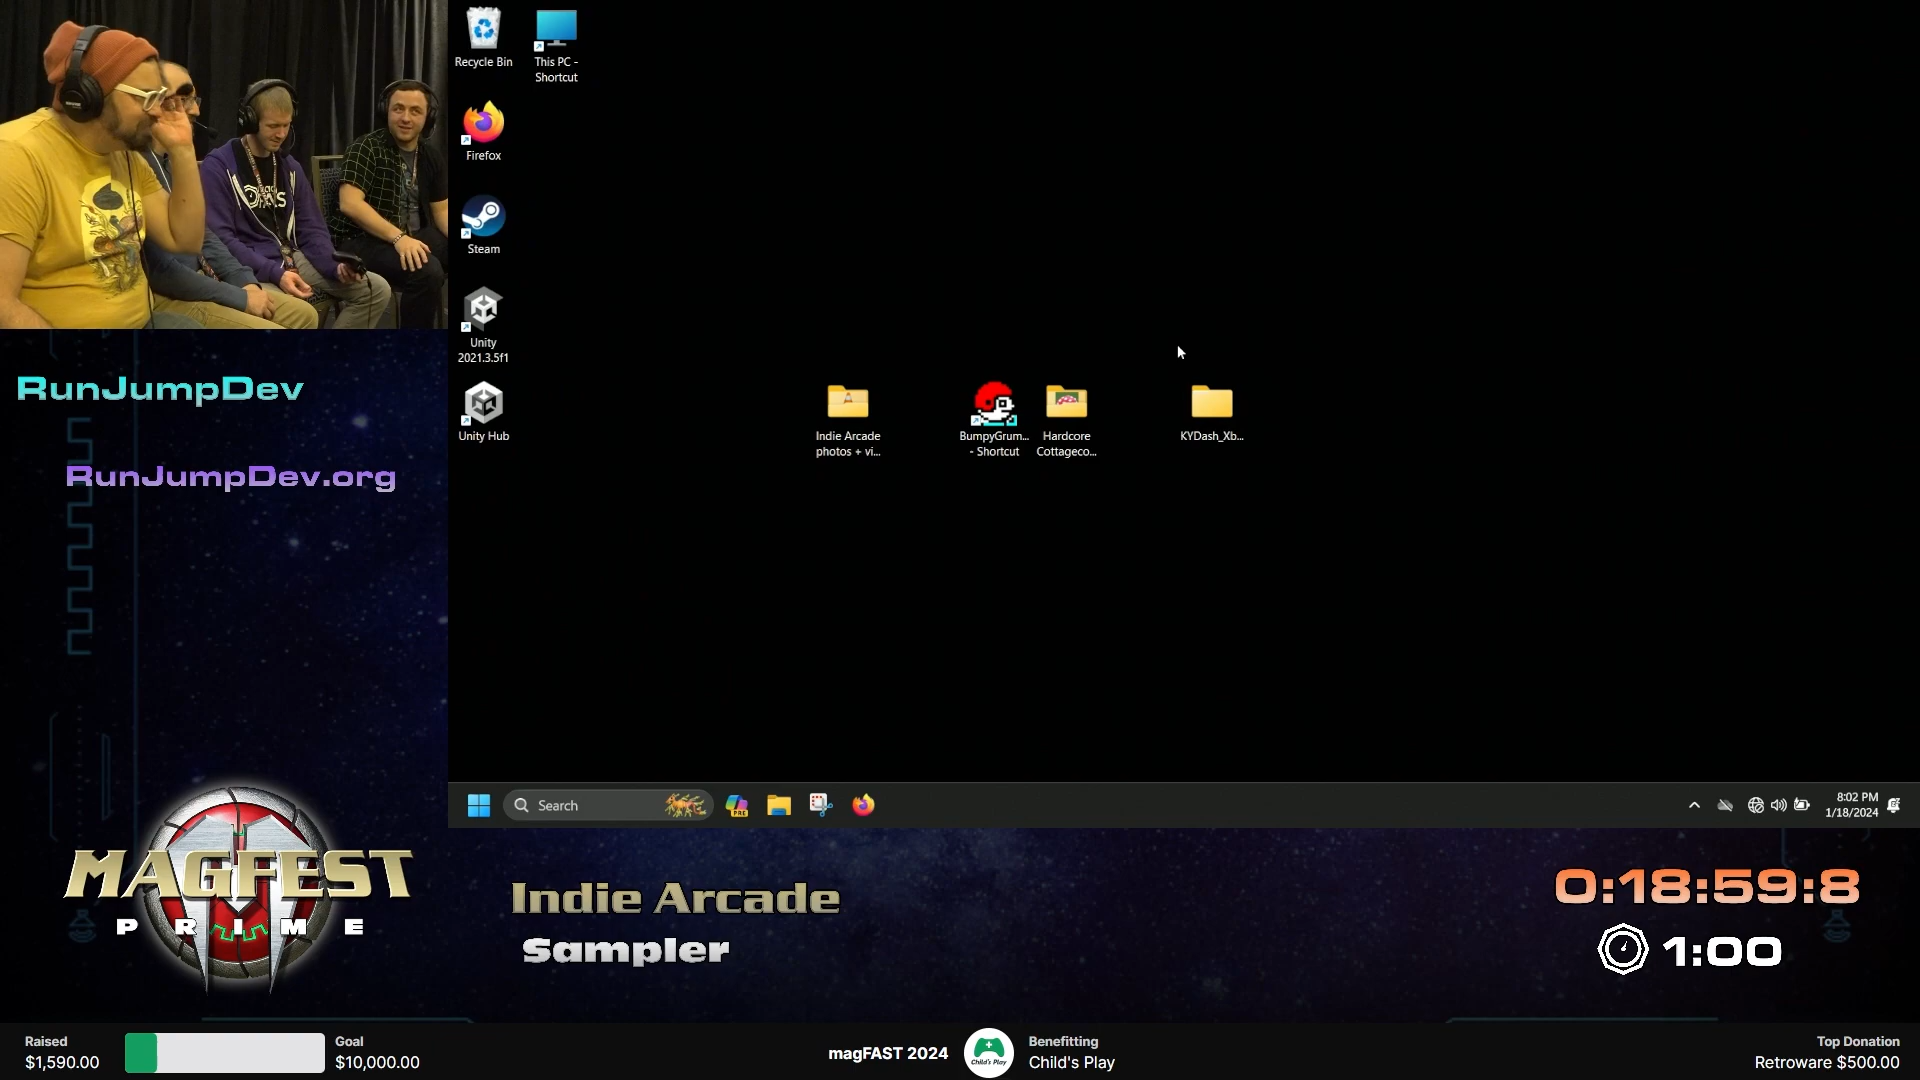 Recycle Bin
This PC -
Shortcut
Firefox
Steam
Unity
2021.3.5f1
Unity Hub
Indie Arcade
photos + vi...
BumpyGrum...
- Shortcut
Hardcore
Cottageco...
KYDash_Xb...
RunJumpDev
RunJumpDev.org
Search
PRE
8:02 PM
1/18/2024
MAGFEST
PRIME
Indie Arcade
Sampler
0:18:59:8
1:00
Raised
$1,590.00
Goal
$10,000.00
magFAST 2024
Child's Play
Benefitting
Child's Play
Top Donation
Retroware $500.00